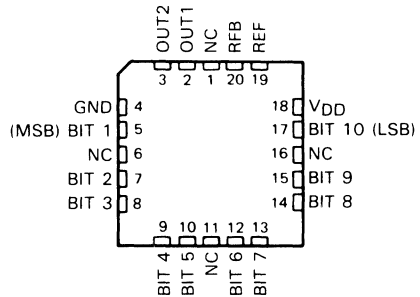 OUT2 OUT1 NC RFB REF
3 2 1 20 19
GND 4 18 VDD
(MSB) BIT 1 5 17 BIT 10 (LSB)
NC 6 16 NC
BIT 2 7 15 BIT 9
BIT 3 8 14 BIT 8
9 10 11 12 13
BIT 4 BIT 5 NC BIT 6 BIT 7